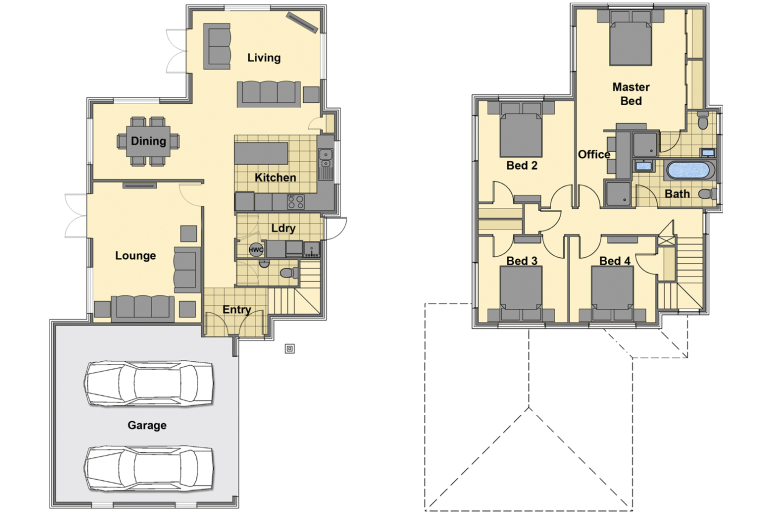 Living
Dining
Kitchen
Ldry
HWC
Lounge
Entry
Garage
Master
Bed
Bed 2
Office
Bath
Bed 3
Bed 4